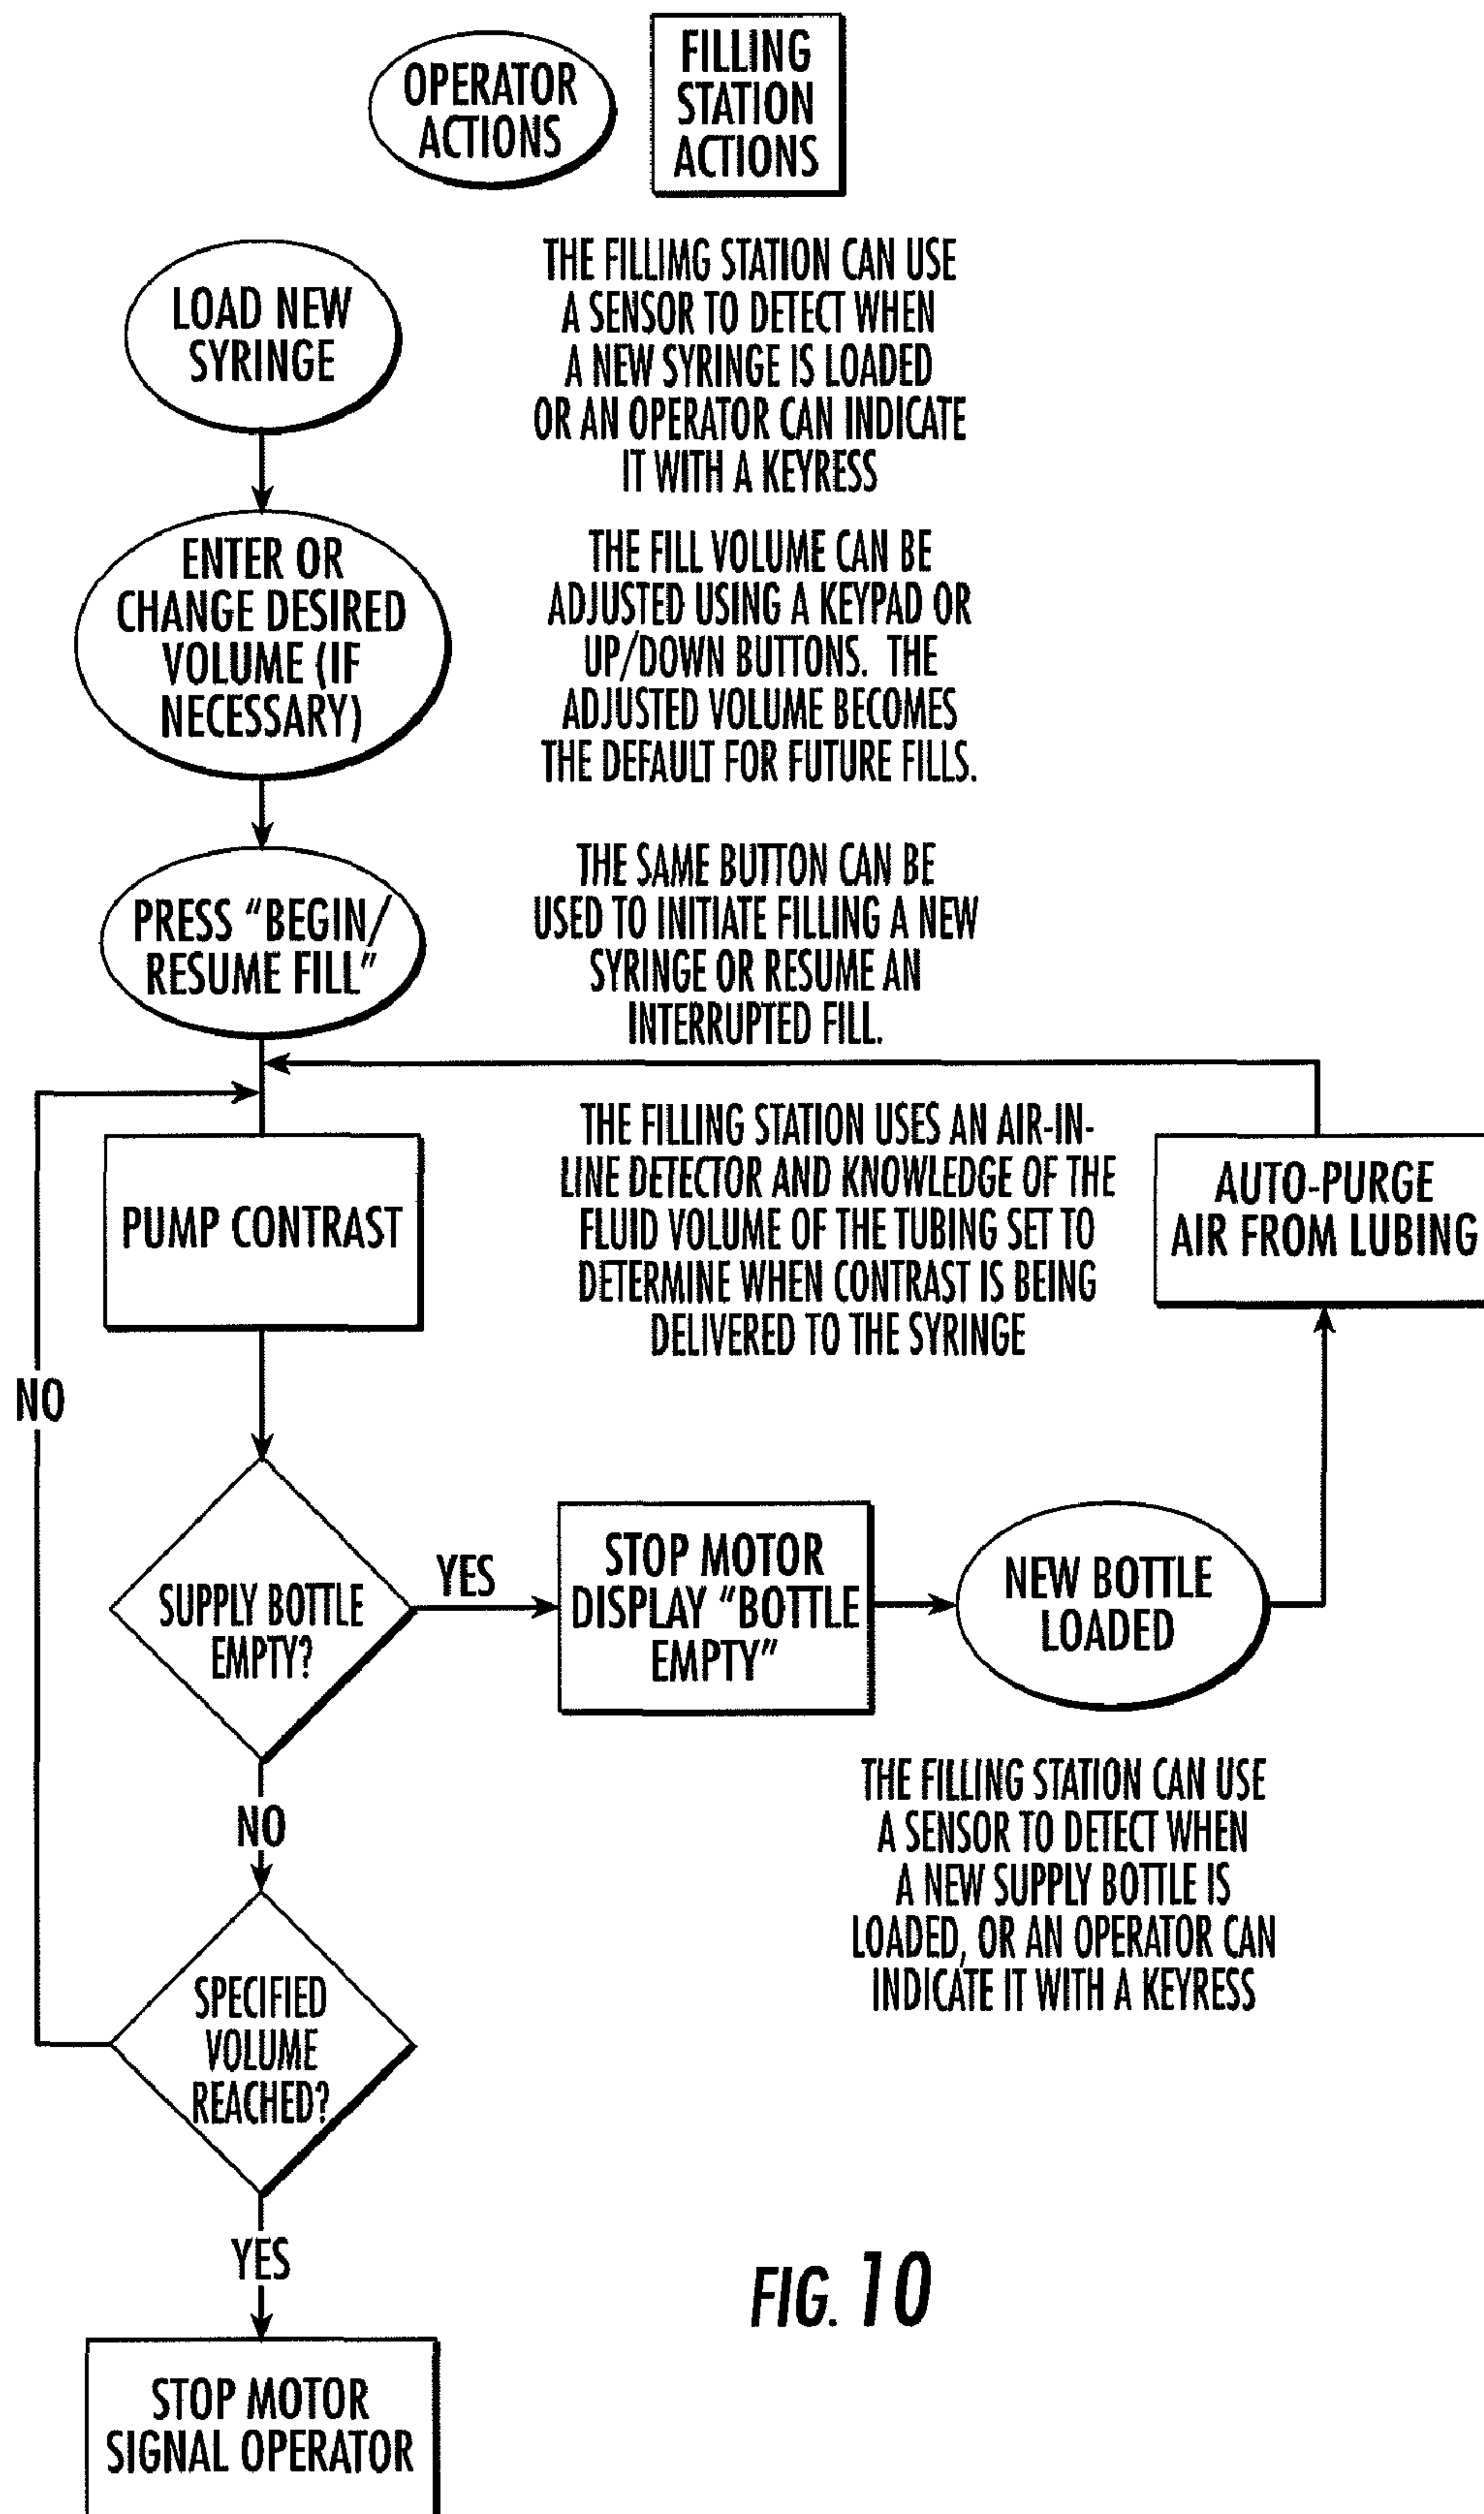 OPERATOR
ACTIONS
FILLING
STATION
ACTIONS
LOAD NEW
SYRINGE
THE FILLIMG STATION CAN USE
A SENSOR TO DETECT WHEN
A NEW SYRINGE IS LOADED
OR AN OPERATOR CAN INDICATE
IT WITH A KEYRESS
ENTER OR
CHANGE DESIRED
VOLUME (IF
NECESSARY)
THE FILL VOLUME CAN BE
ADJUSTED USING A KEYPAD OR
UP/DOWN BUTTONS. THE
ADJUSTED VOLUME BECOMES
THE DEFAULT FOR FUTURE FILLS.
PRESS "BEGIN/
RESUME FILL"
THE SAME BUTTON CAN BE
USED TO INITIATE FILLING A NEW
SYRINGE OR RESUME AN
INTERRUPTED FILL.
PUMP CONTRAST
THE FILLING STATION USES AN AIR-IN-
LINE DETECTOR AND KNOWLEDGE OF THE
FLUID VOLUME OF THE TUBING SET TO
DETERMINE WHEN CONTRAST IS BEING
DELIVERED TO THE SYRINGE
AUTO-PURGE
AIR FROM LUBING
NO
SUPPLY BOTTLE
EMPTY?
YES
STOP MOTOR
DISPLAY "BOTTLE
EMPTY"
NEW BOTTLE
LOADED
THE FILLING STATION CAN USE
A SENSOR TO DETECT WHEN
A NEW SUPPLY BOTTLE IS
LOADED, OR AN OPERATOR CAN
INDICATE IT WITH A KEYRESS
NO
SPECIFIED
VOLUME
REACHED?
YES
STOP MOTOR
SIGNAL OPERATOR
FIG. 10